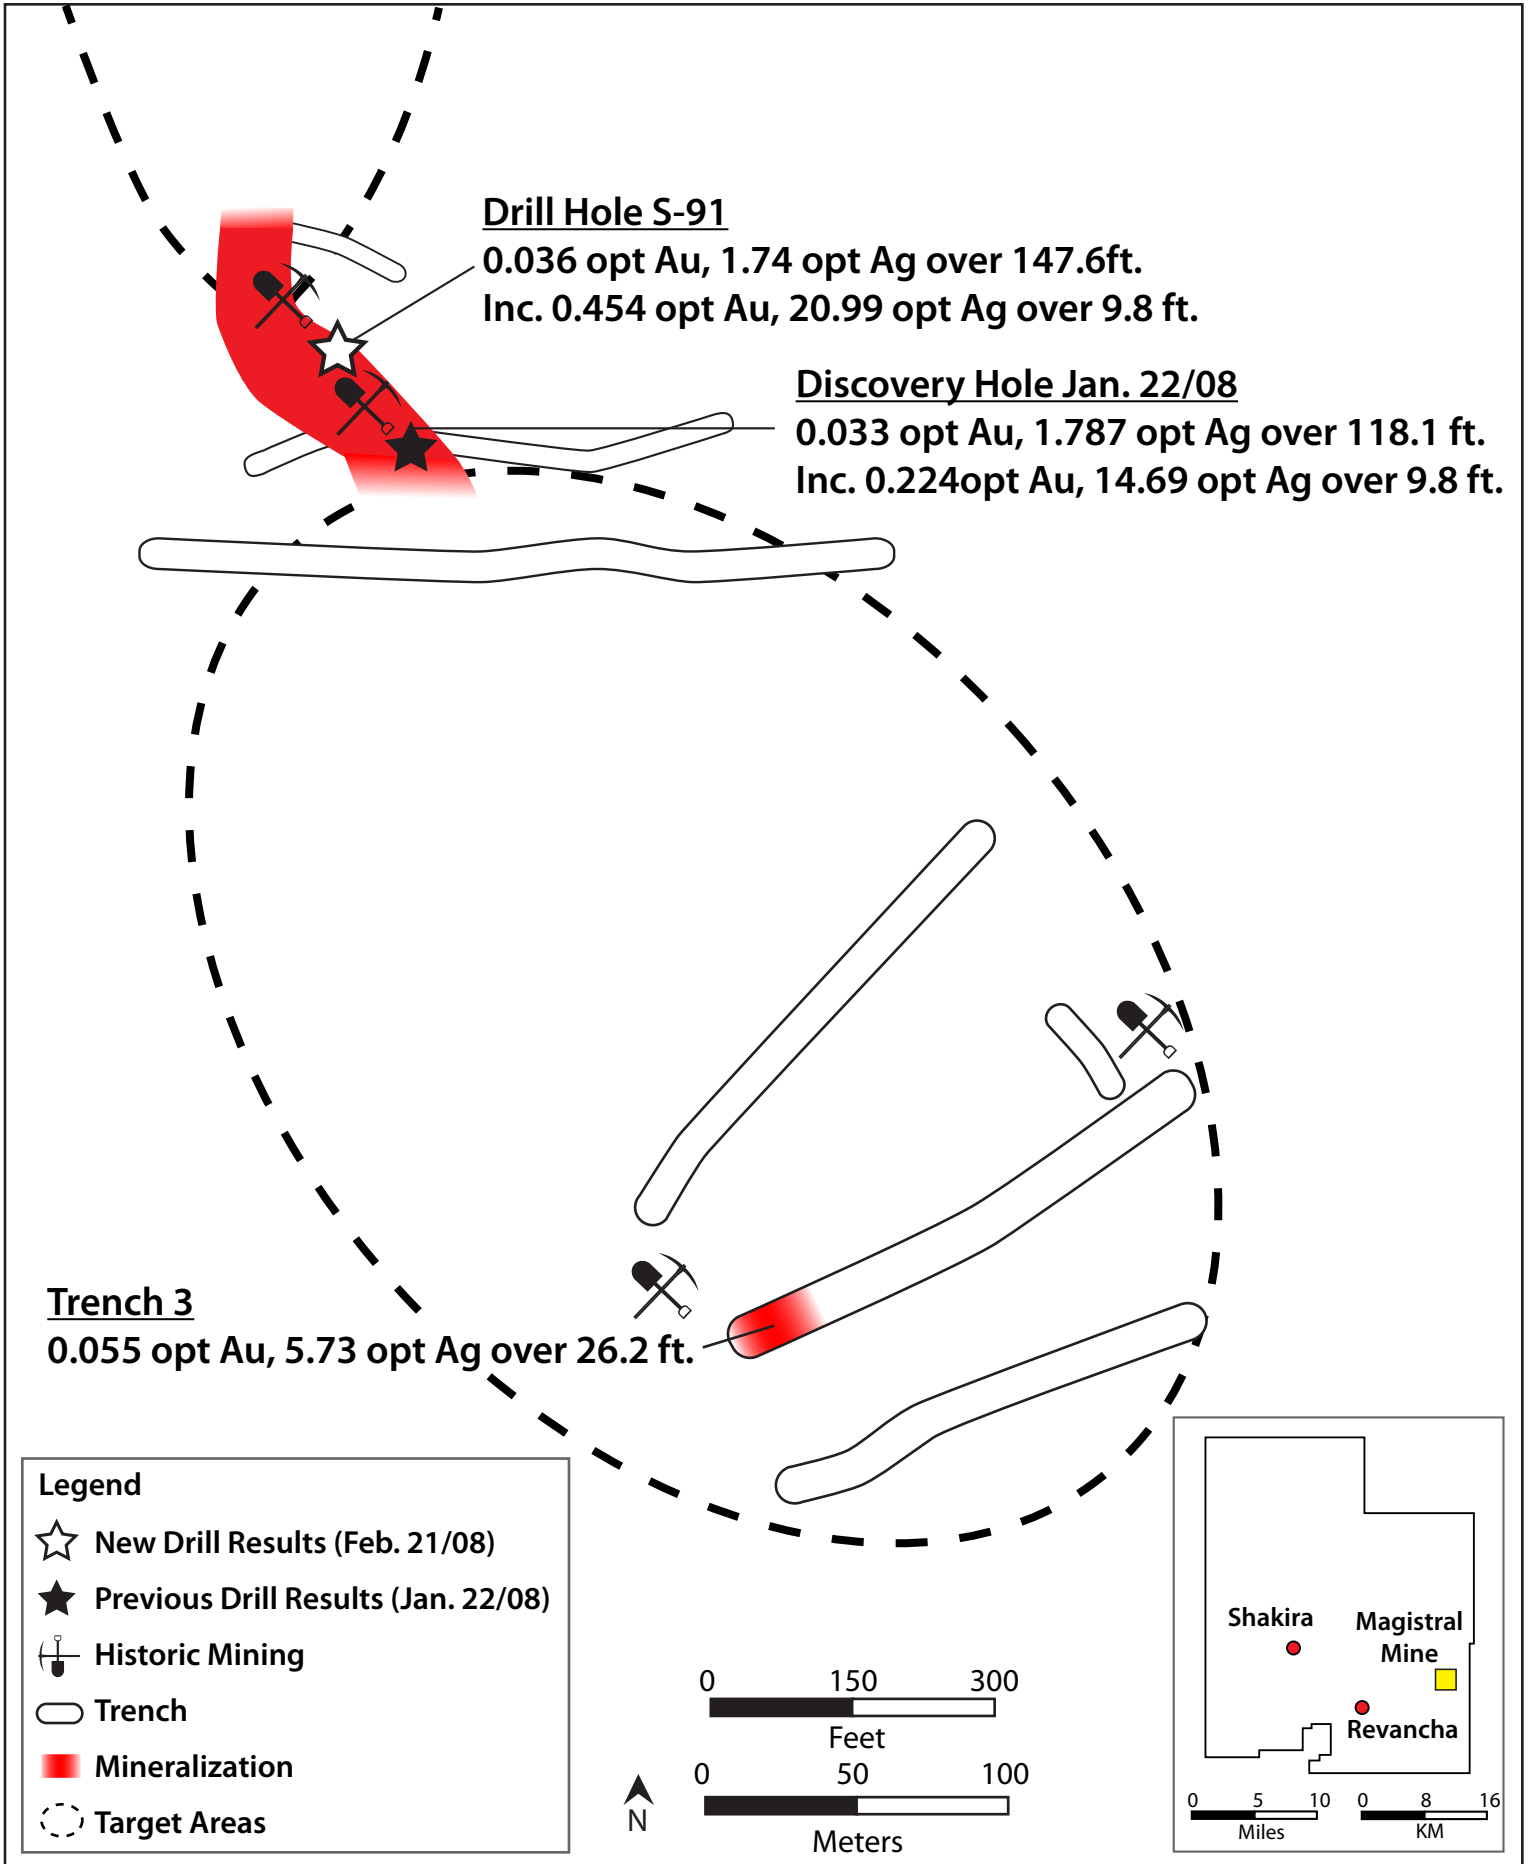 Drill Hole S-91
0.036 opt Au, 1.74 opt Ag over 147.6ft.
Inc. 0.454 opt Au, 20.99 opt Ag over 9.8 ft.
Discovery Hole Jan. 22/08
0.033 opt Au, 1.787 opt Ag over 118.1 ft.
Inc. 0.224opt Au, 14.69 opt Ag over 9.8 ft.
Trench 3
0.055 opt Au, 5.73 opt Ag over 26.2 ft.
Legend
New Drill Results (Feb. 21/08)
Previous Drill Results (Jan. 22/08)
Historic Mining
Trench
Mineralization
Target Areas
N
0 150 300
Feet
0 50 100
Meters
Shakira
Magistral
Mine
Revancha
0 5 10
Miles
0 8 16
KM